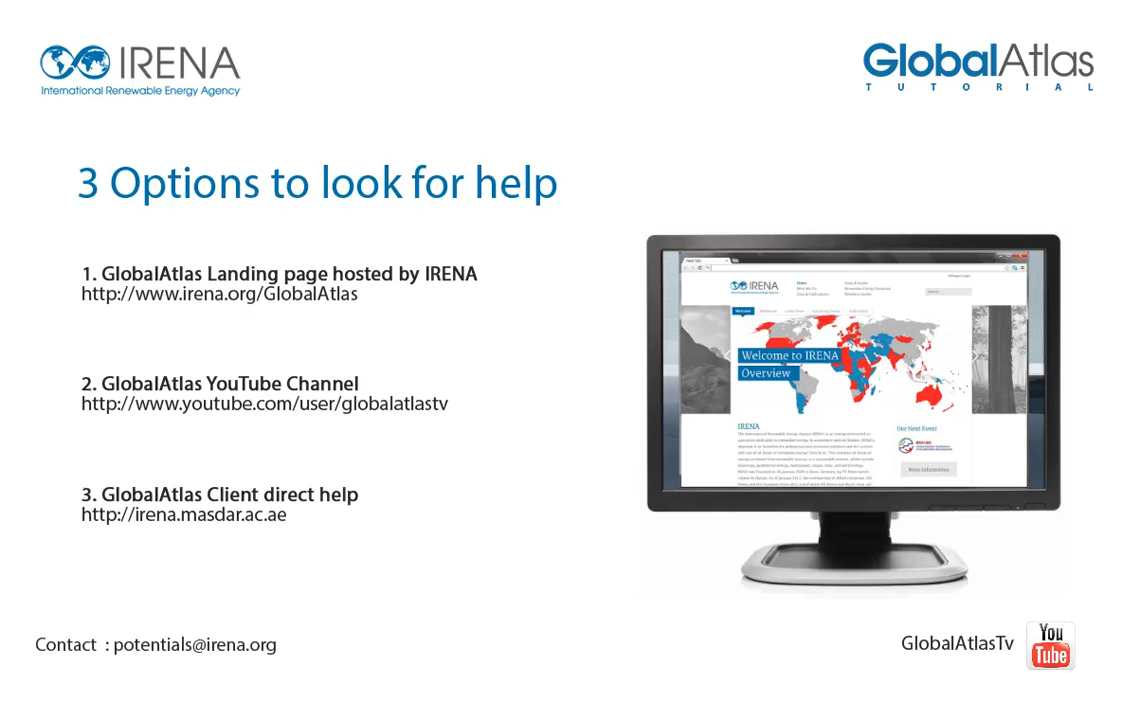 IRENA
International Renewable Energy Agency
GlobalAtlas
TUTORIAL
3 Options to look for help
1. GlobalAtlas Landing page hosted by IRENA
http://www.irena.org/GlobalAtlas
2. GlobalAtlas YouTube Channel
http://www.youtube.com/user/globalatlastv
3. GlobalAtlas Client direct help
http://irena.masdar.ac.ae
IRENA
Welcome to IRENA
Overview
IRENA
Our Next Event
More Information
Contact : potentials@irena.org
GlobalAtlasTv
You
Tube